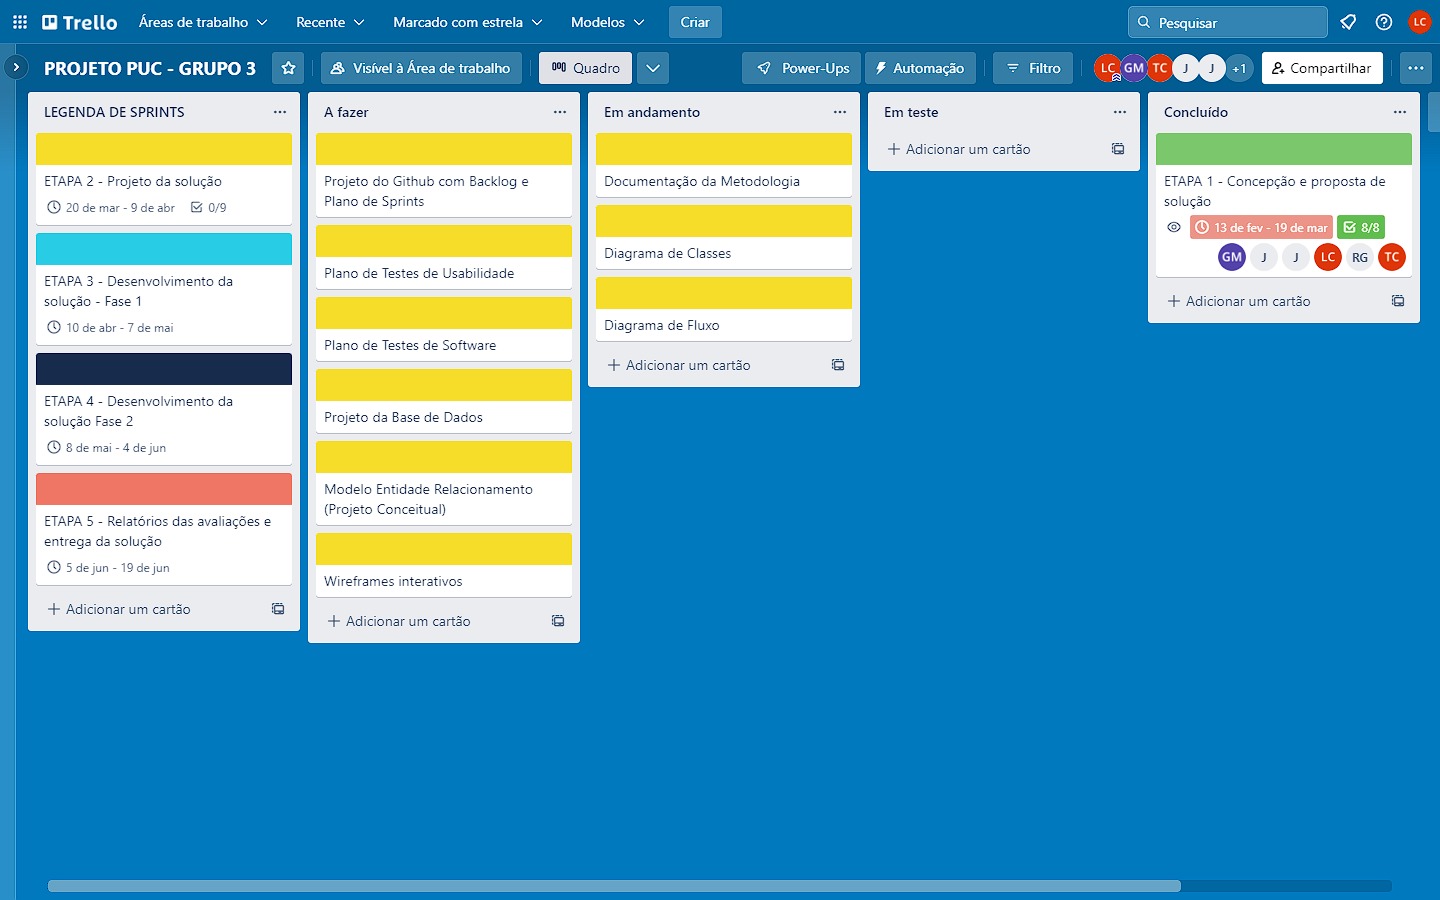 Trello
Áreas de trabalho
Recente
Marcado com estrela
Modelos
Criar
Pesquisar
LC
PROJETO PUC - GRUPO 3
Visível à Área de trabalho
Quadro
Power-Ups
Automação
Filtro
LC
GM
TC
J
J
+1
Compartilhar
LEGENDA DE SPRINTS
ETAPA 2 - Projeto da solução
20 de mar - 9 de abr
0/9
ETAPA 3 - Desenvolvimento da
solução - Fase 1
10 de abr - 7 de mai
ETAPA 4 - Desenvolvimento da
solução Fase 2
8 de mai - 4 de jun
ETAPA 5 - Relatórios das avaliações e
entrega da solução
5 de jun - 19 de jun
Adicionar um cartão
A fazer
Projeto do Github com Backlog e
Plano de Sprints
Plano de Testes de Usabilidade
Plano de Testes de Software
Projeto da Base de Dados
Modelo Entidade Relacionamento
(Projeto Conceitual)
Wireframes interativos
Adicionar um cartão
Em andamento
Documentação da Metodologia
Diagrama de Classes
Diagrama de Fluxo
Adicionar um cartão
Em teste
Adicionar um cartão
Concluído
ETAPA 1 - Concepção e proposta de
solução
13 de fev - 19 de mar
8/8
GM
J
J
LC
RG
TC
Adicionar um cartão